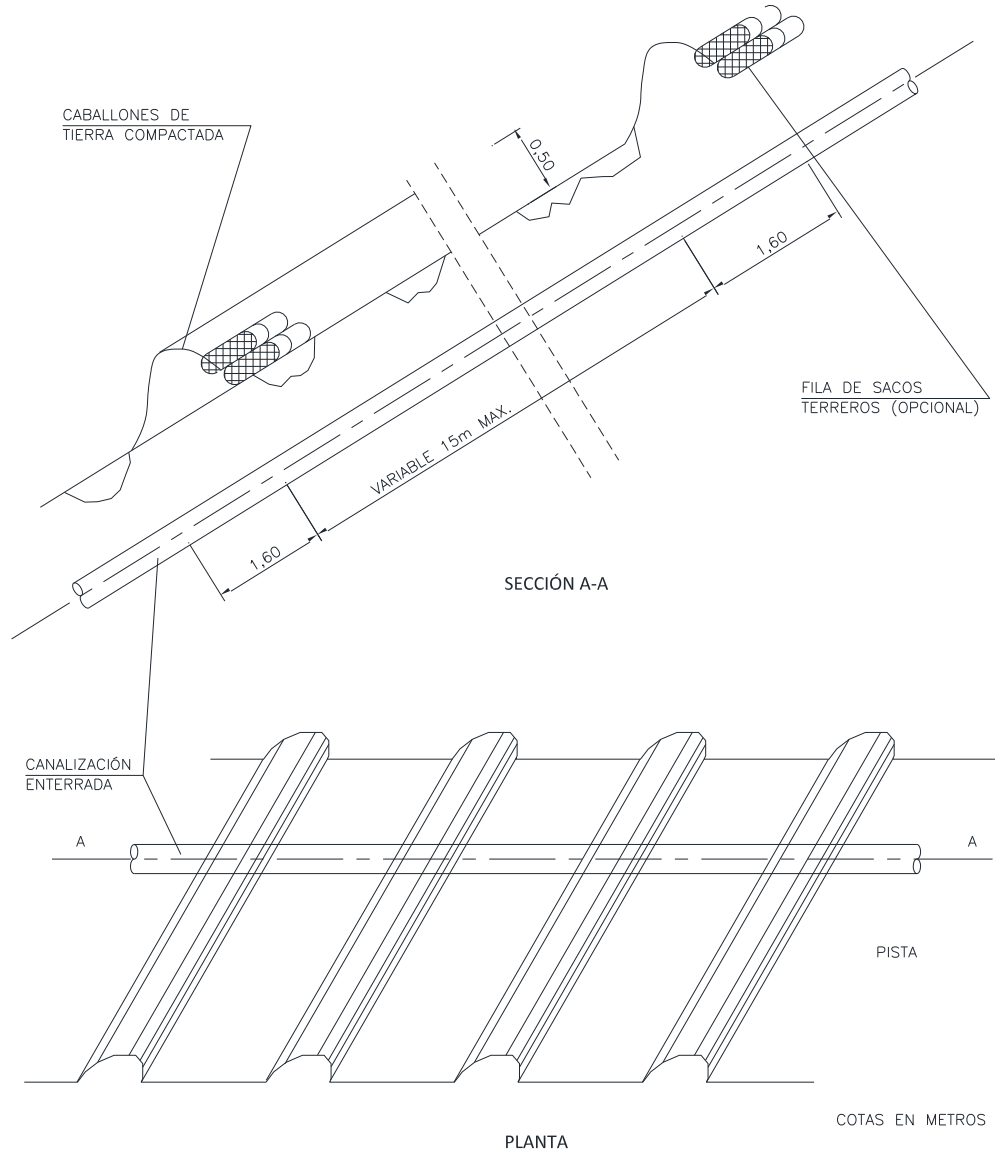 CABALLONES DE
TIERRA COMPACTADA
0,50
1,60
FILA DE SACOS
TERREROS (OPCIONAL)
VARIABLE 15m MAX.
1,60
SECCIÓN A-A
CANALIZACIÓN
ENTERRADA
A
A
PISTA
COTAS EN METROS
PLANTA